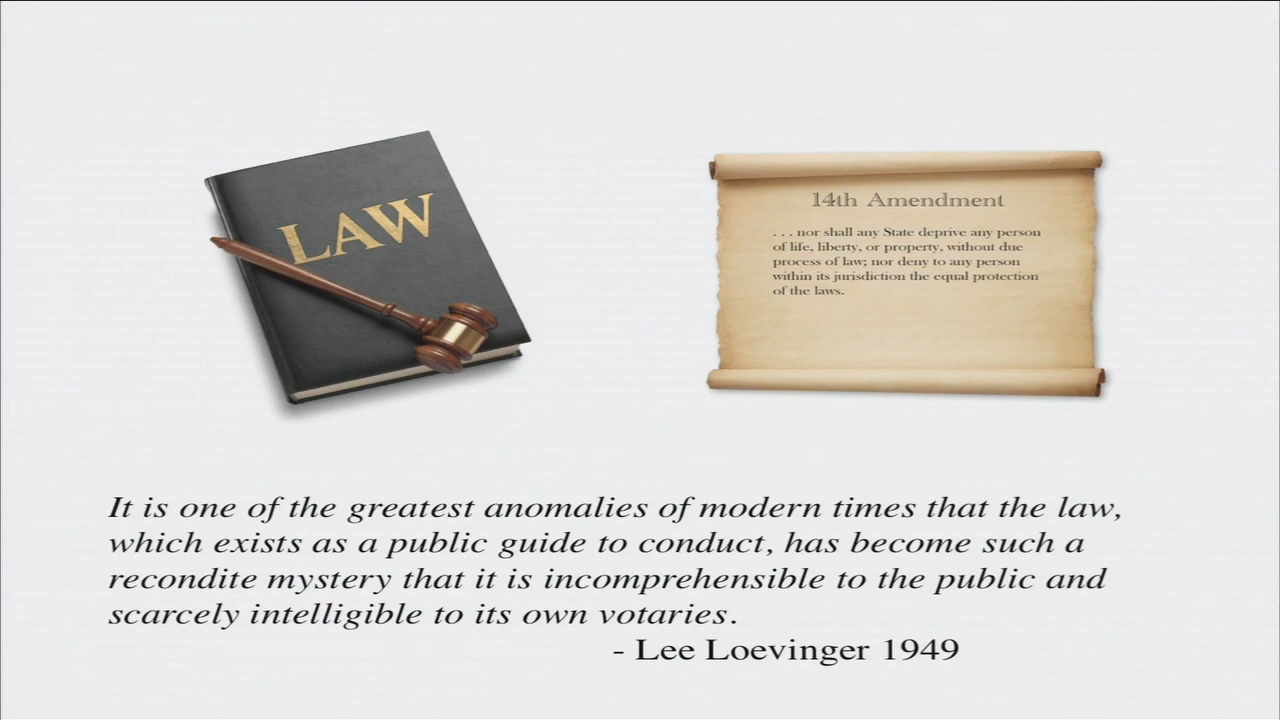 LAW
14th Amendment
. . . nor shall any State deprive any person
of life, liberty, or property, without due
process of law; nor deny to any person
within its jurisdiction the equal protection
of the laws.
It is one of the greatest anomalies of modern times that the law,
which exists as a public guide to conduct, has become such a
recondite mystery that it is incomprehensible to the public and
scarcely intelligible to its own votaries.
- Lee Loevinger 1949